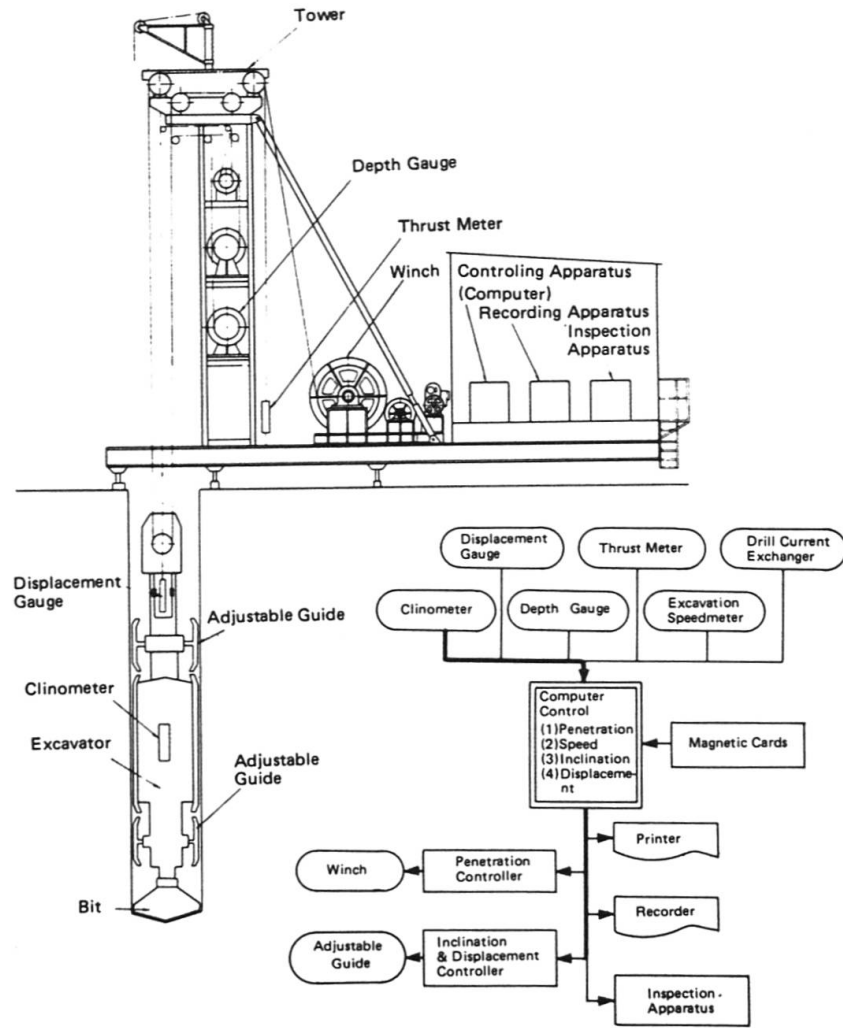 Tower
Depth Gauge
Thrust Meter
Winch
Controling Apparatus
(Computer)
Recording Apparatus
Inspection
Apparatus
Displacement
Gauge
Adjustable Guide
Clinometer
Excavator
Adjustable
Guide
Bit
Displacement
Gauge
Thrust Meter
Drill Current
Exchanger
Clinometer
Depth Gauge
Excavation
Speedmeter
Computer
Control
(1)Penetration
(2)Speed
(3)Inclination
(4)Displaceme-
nt
Magnetic Cards
Printer
Winch
Penetration
Controller
Recorder
Adjustable
Guide
Inclination
& Displacement
Controller
Inspection
Apparatus